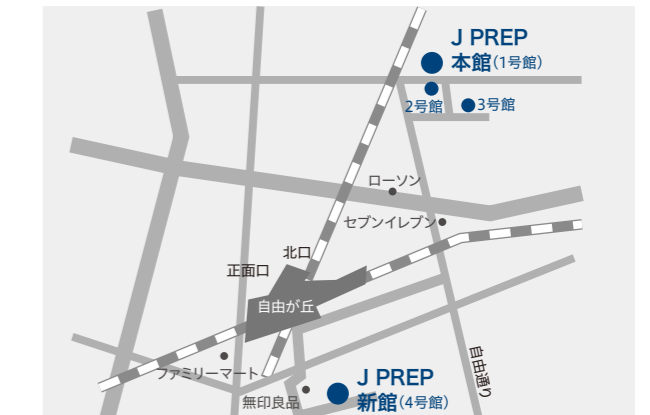 J PREP
本館(1号館)
2号館
3号館
ローソン
セブンイレブン
北口
正面口
自由が丘
ファミリーマート
自由通り
無印良品
J PREP
新館(4号館)